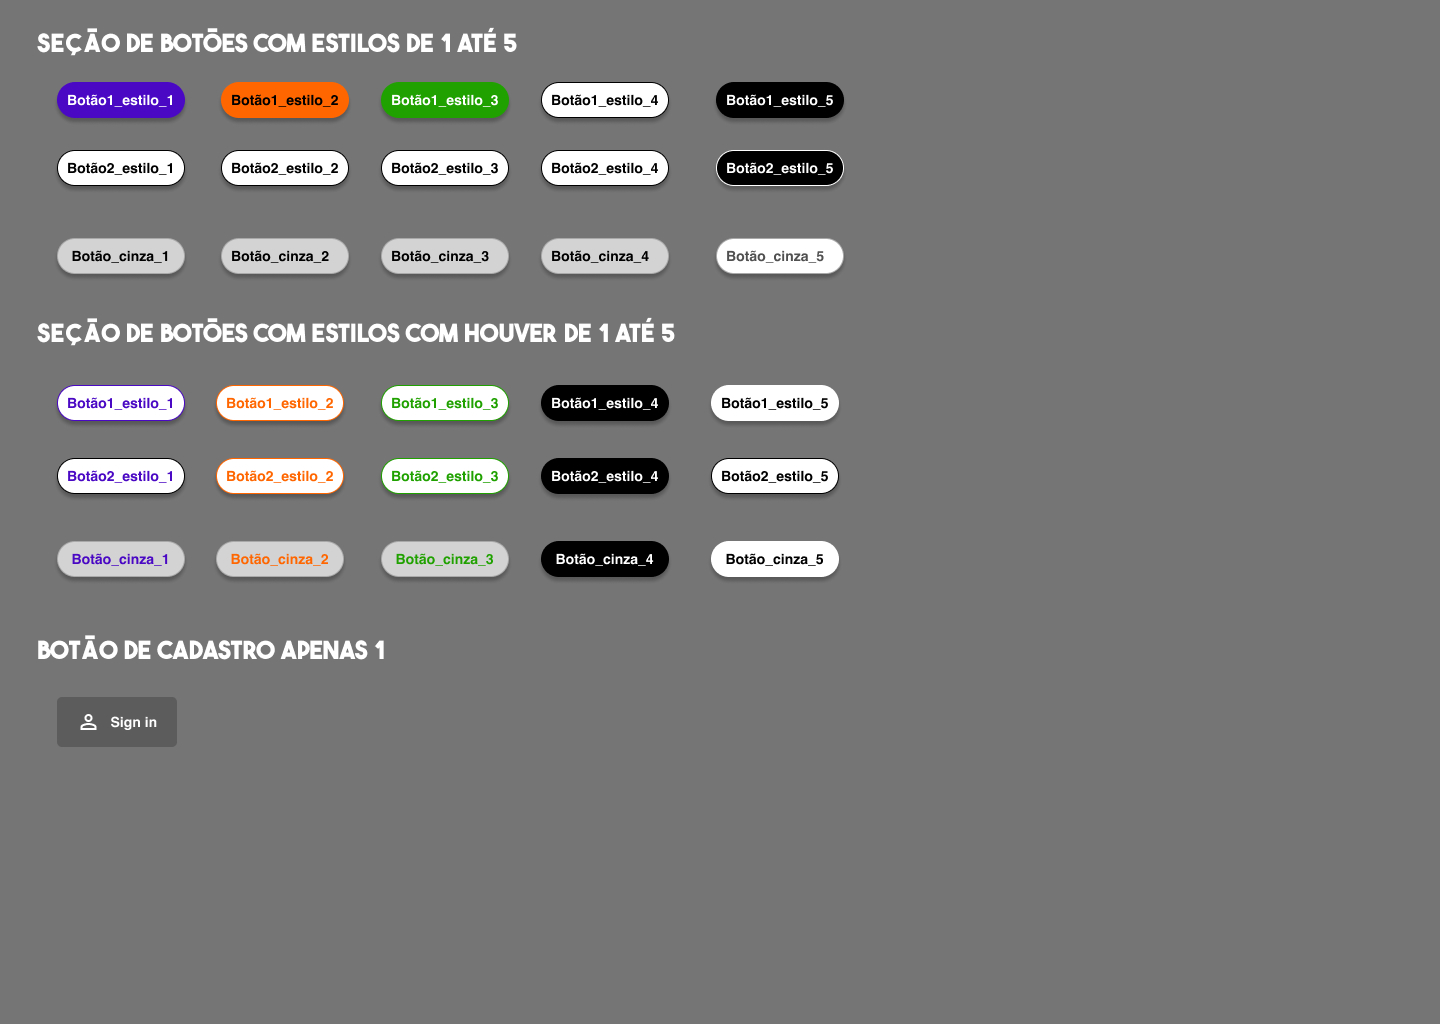 SEÇÃO DE BOTÕES COM ESTILOS DE 1 ATÉ 5
Botão1_estilo_1 Botão1_estilo_2 Botão1_estilo_3 Botão1_estilo_4 Botão1_estilo_5
Botão2_estilo_1 Botão2_estilo_2 Botão2_estilo_3 Botão2_estilo_4 Botão2_estilo_5
Botão_cinza_1 Botão_cinza_2 Botão_cinza_3 Botão_cinza_4 Botão_cinza_5
SEÇÃO DE BOTÕES COM ESTILOS COM HOUVER DE 1 ATÉ 5
Botão1_estilo_1 Botão1_estilo_2 Botão1_estilo_3 Botão1_estilo_4 Botão1_estilo_5
Botão2_estilo_1 Botão2_estilo_2 Botão2_estilo_3 Botão2_estilo_4 Botão2_estilo_5
Botão_cinza_1 Botão_cinza_2 Botão_cinza_3 Botão_cinza_4 Botão_cinza_5
BOTÃO DE CADASTRO APENAS 1
Sign in